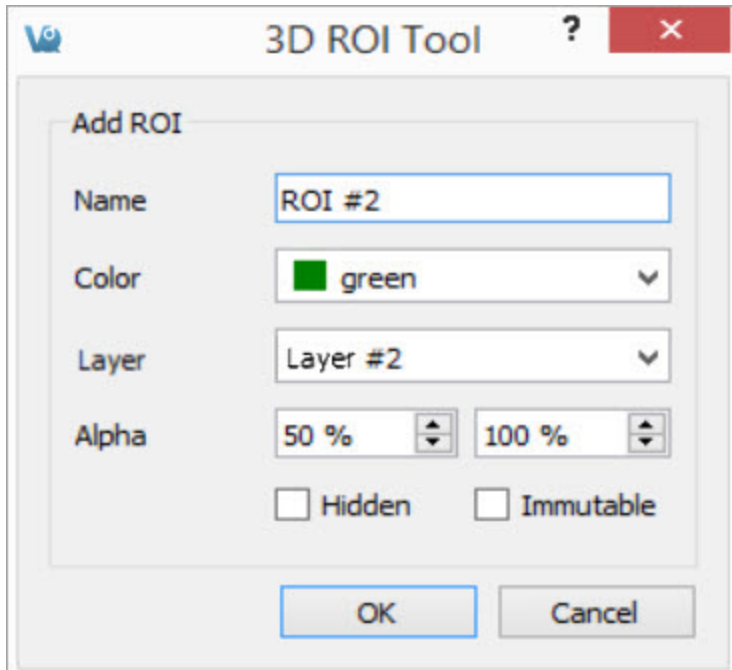 3D ROI Tool ?
Add ROI
Name ROI #2
Color green
Layer Layer #2
Alpha 50 % 100 %
Hidden Immutable
OK Cancel